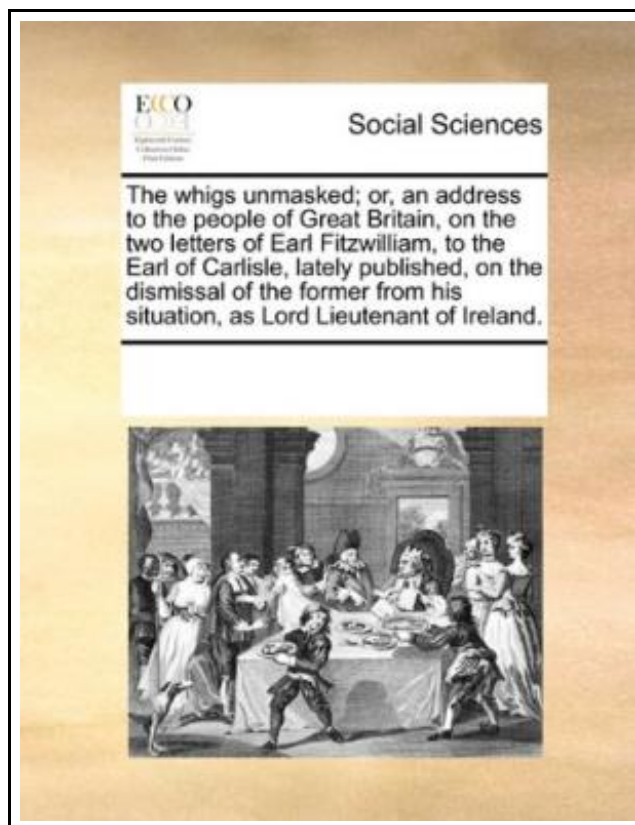 ECCO
Social Sciences
The whigs unmasked; or, an address
to the people of Great Britain, on the
two letters of Earl Fitzwilliam, to the
Earl of Carlisle, lately published, on the
dismissal of the former from his
situation, as Lord Lieutenant of Ireland.